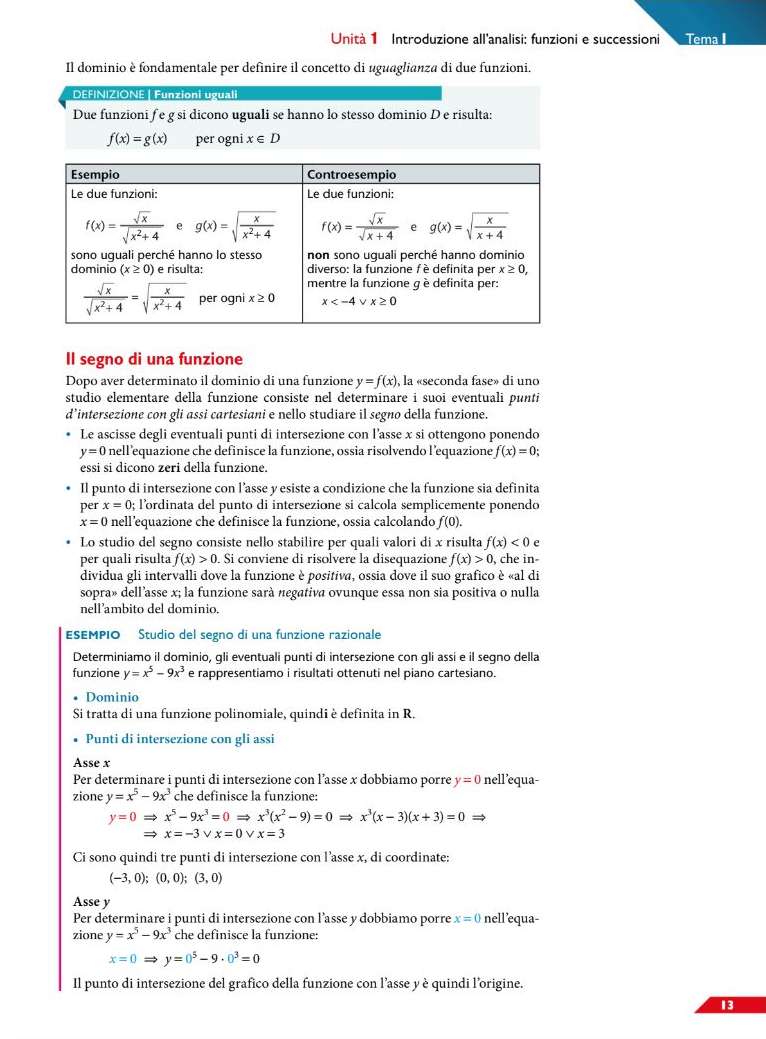 Unità 1 Introduzione all'analisi: funzioni e successioni Tema I
Il dominio è fondamentale per definire il concetto di uguaglianza di due funzioni.
DEFINIZIONE | Funzioni uguali
Due funzioni f e g si dicono uguali se hanno lo stesso dominio D e risulta:
f(x) = g(x) per ogni x ∈ D
Esempio
Le due funzioni:
f(x) = √x / √(x² + 4) e g(x) = √(x / (x² + 4))
sono uguali perché hanno lo stesso
dominio (x ≥ 0) e risulta:
√x / √(x² + 4) = √(x / (x² + 4)) per ogni x ≥ 0
Controesempio
Le due funzioni:
f(x) = √x / √(x + 4) e g(x) = √(x / (x + 4))
non sono uguali perché hanno dominio
diverso: la funzione f è definita per x ≥ 0,
mentre la funzione g è definita per:
x < −4 ∨ x ≥ 0
Il segno di una funzione
Dopo aver determinato il dominio di una funzione y = f(x), la «seconda fase» di uno
studio elementare della funzione consiste nel determinare i suoi eventuali punti
d'intersezione con gli assi cartesiani e nello studiare il segno della funzione.
• Le ascisse degli eventuali punti di intersezione con l'asse x si ottengono ponendo
y = 0 nell'equazione che definisce la funzione, ossia risolvendo l'equazione f(x) = 0;
essi si dicono zeri della funzione.
• Il punto di intersezione con l'asse y esiste a condizione che la funzione sia definita
per x = 0; l'ordinata del punto di intersezione si calcola semplicemente ponendo
x = 0 nell'equazione che definisce la funzione, ossia calcolando f(0).
• Lo studio del segno consiste nello stabilire per quali valori di x risulta f(x) < 0 e
per quali risulta f(x) > 0. Si conviene di risolvere la disequazione f(x) > 0, che in-
dividua gli intervalli dove la funzione è positiva, ossia dove il suo grafico è «al di
sopra» dell'asse x; la funzione sarà negativa ovunque essa non sia positiva o nulla
nell'ambito del dominio.
ESEMPIO Studio del segno di una funzione razionale
Determiniamo il dominio, gli eventuali punti di intersezione con gli assi e il segno della
funzione y = x⁵ − 9x³ e rappresentiamo i risultati ottenuti nel piano cartesiano.
• Dominio
Si tratta di una funzione polinomiale, quindi è definita in R.
• Punti di intersezione con gli assi
Asse x
Per determinare i punti di intersezione con l'asse x dobbiamo porre y = 0 nell'equa-
zione y = x⁵ − 9x³ che definisce la funzione:
y = 0 ⇒ x⁵ − 9x³ = 0 ⇒ x³(x² − 9) = 0 ⇒ x³(x − 3)(x + 3) = 0 ⇒
⇒ x = −3 ∨ x = 0 ∨ x = 3
Ci sono quindi tre punti di intersezione con l'asse x, di coordinate:
(−3, 0); (0, 0); (3, 0)
Asse y
Per determinare i punti di intersezione con l'asse y dobbiamo porre x = 0 nell'equa-
zione y = x⁵ − 9x³ che definisce la funzione:
x = 0 ⇒ y = 0⁵ − 9 · 0³ = 0
Il punto di intersezione del grafico della funzione con l'asse y è quindi l'origine.
13